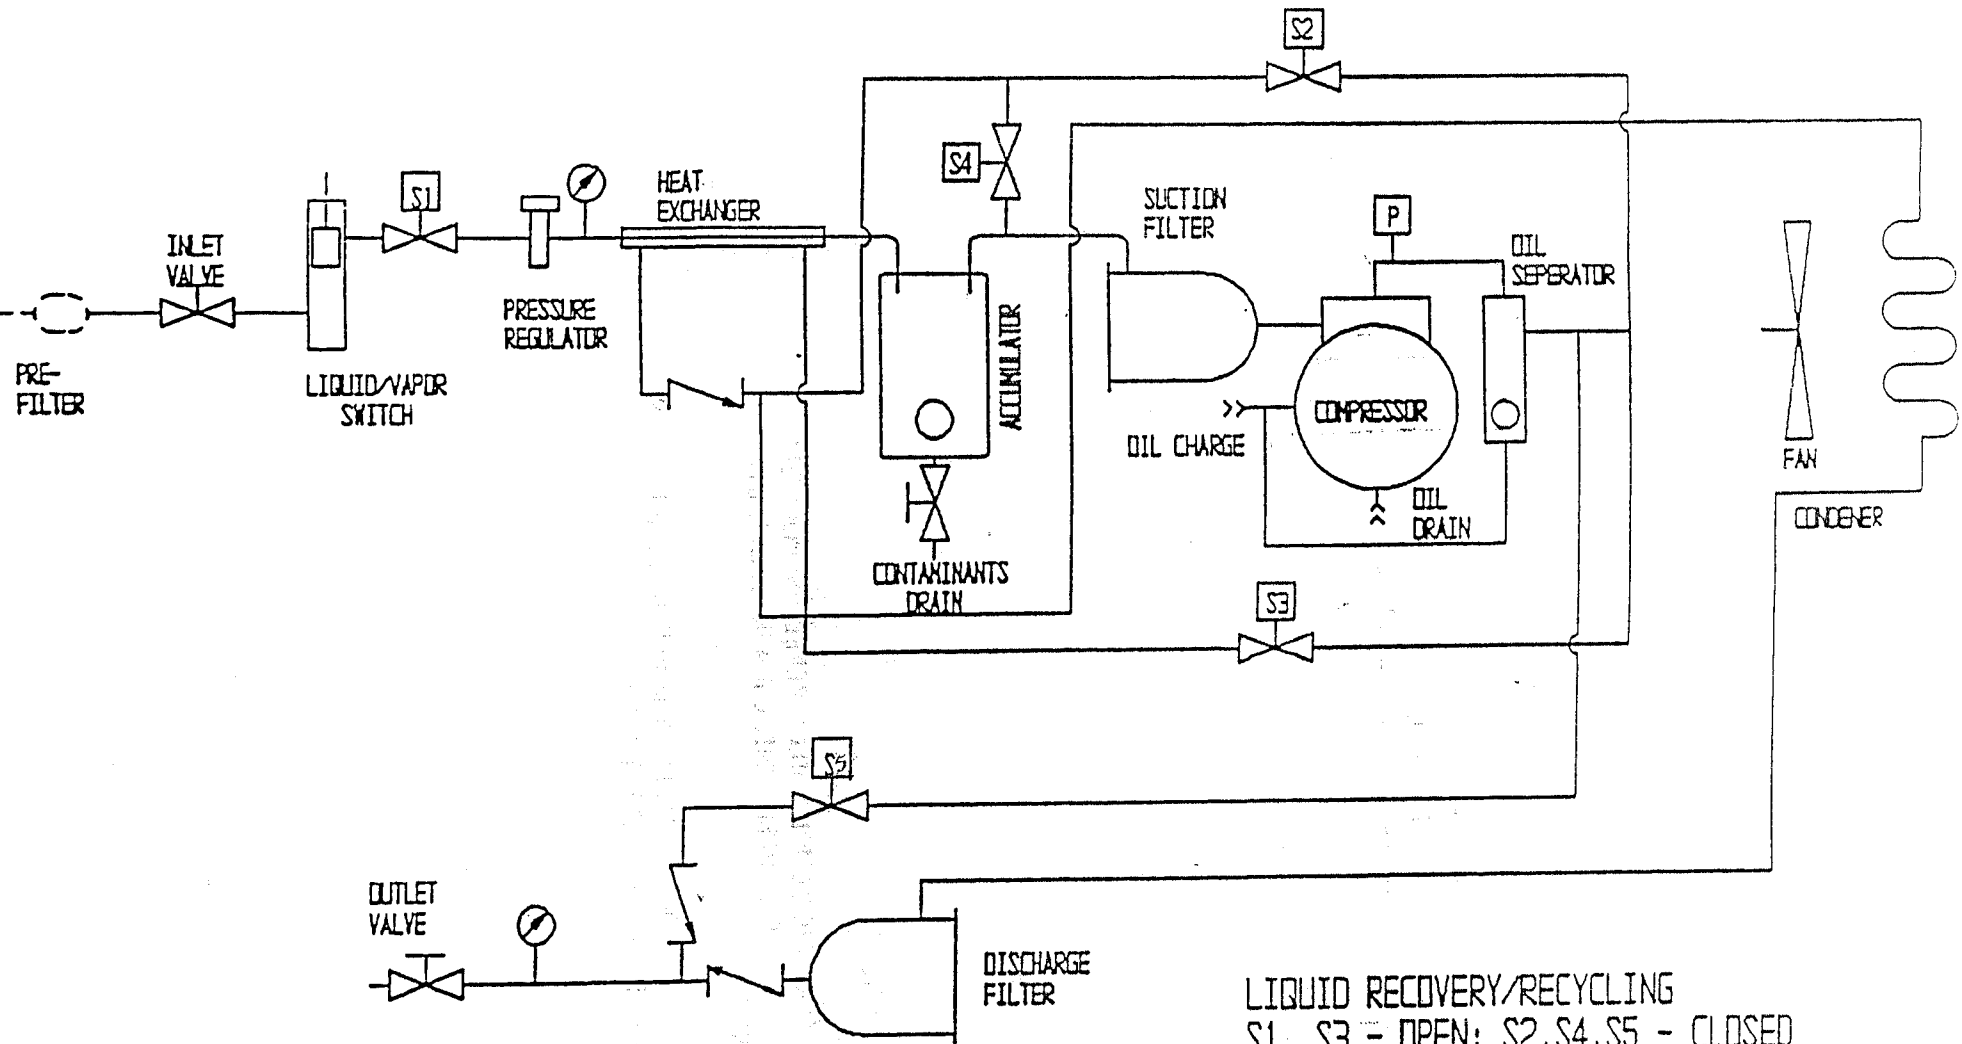 S2
S4
S1
HEAT
EXCHANGER
SUCTION
FILTER
P
OIL
SEPERATOR
INLET
VALVE
PRESSURE
REGULATOR
ACCUMULATOR
PRE-
FILTER
LIQUID/VAPOR
SWITCH
COMPRESSOR
OIL CHARGE
FAN
OIL
DRAIN
CONDENER
CONTAMINANTS
DRAIN
S3
S5
OUTLET
VALVE
DISCHARGE
FILTER
LIQUID RECOVERY/RECYCLING
S1, S3 - OPEN; S2,S4,S5 - CLOSED